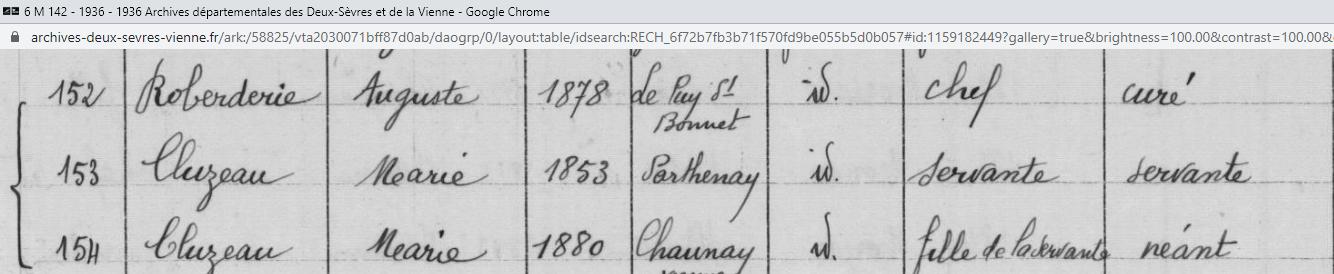 6 M 142 - 1936 - 1936 Archives départementales des Deux-Sèvres et de la Vienne - Google Chrome
archives-deux-sevres-vienne.fr/ark:/58825/vta2030071bff87d0ab/daogrp/0/layout:table/idsearch:RECH_6f72b7fb3b71f570fd9be055b5d0b057#id:1159182449?gallery=true&brightness=100.00&contrast=100.00&
152 Roberderie Auguste 1878 de Puy St id. chef curé
Bonnet
153 Cluzeau Marie 1853 Parthenay id. servante servante
154 Cluzeau Marie 1880 Chaunay id. fille de la servante néant